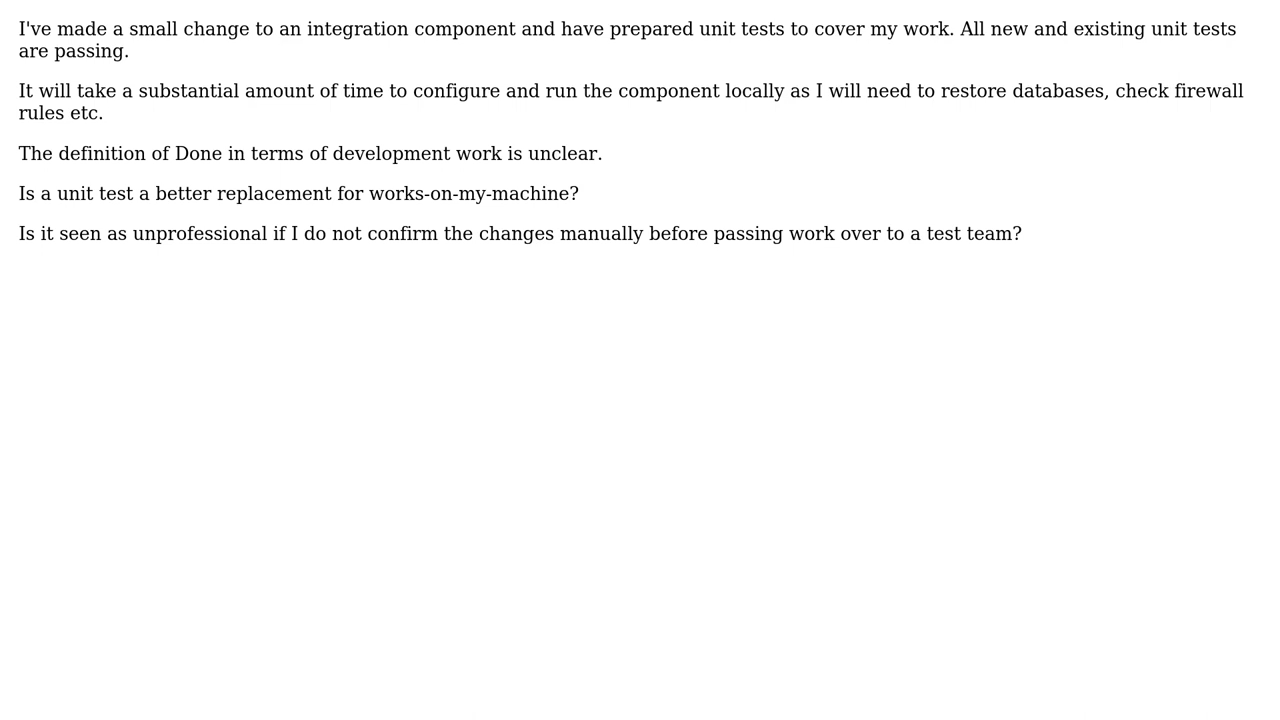 I've made a small change to an integration component and have prepared unit tests to cover my work. All new and existing unit tests
are passing.
It will take a substantial amount of time to configure and run the component locally as I will need to restore databases, check firewall
rules etc.
The definition of Done in terms of development work is unclear.
Is a unit test a better replacement for works-on-my-machine?
Is it seen as unprofessional if I do not confirm the changes manually before passing work over to a test team?